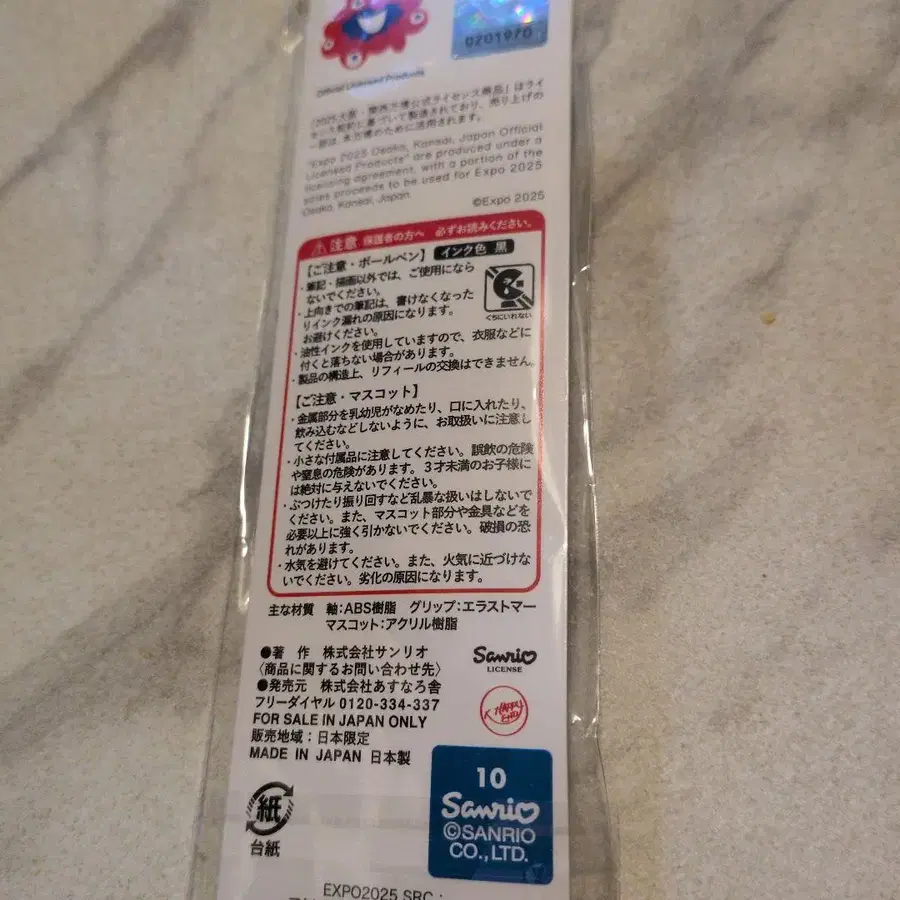 0201970
Official Licensed Products
「2025大阪・関西万博公式ライセンス商品」はライ
センス契約に基づいて製造されており、売り上げの
一部は、本万博のために活用されます。
"Expo 2025 Osaka, Kansai, Japan Official
Licensed Products" are produced under a
licensing agreement, with a portion of the
sales proceeds to be used for Expo 2025
Osaka, Kansai, Japan.
©Expo 2025
注意 保護者の方へ 必ずお読みください。
【ご注意・ボールペン】 インク色 黒
・筆記・描画以外では、ご使用になら
ないでください。
・上向きでの筆記は、書けなくなった
りインク漏れの原因になります。
お避けください。
くちにいれない
・油性インクを使用していますので、衣服などに
付くと落ちない場合があります。
・製品の構造上、リフィールの交換はできません。
【ご注意・マスコット】
・金属部分を乳幼児がなめたり、口に入れたり、
飲み込むなどしないように、お取扱いに注意し
てください。
・小さな付属品に注意してください。誤飲の危険
や窒息の危険があります。3才未満のお子様に
は絶対に与えないでください。
・ぶつけたり振り回すなど乱暴な扱いはしないで
ください。また、マスコット部分や金具などを
必要以上に強く引かないでください。破損の恐
れがあります。
・水気を避けてください。また、火気に近づけな
いでください。劣化の原因になります。
主な材質 軸:ABS樹脂 グリップ:エラストマー
マスコット:アクリル樹脂
●著 作 株式会社サンリオ
〈商品に関するお問い合わせ先〉
●発売元 株式会社あすなろ舎
フリーダイヤル 0120-334-337
FOR SALE IN JAPAN ONLY
販売地域:日本限定
MADE IN JAPAN 日本製
Sanrio
LICENSE
紙
台紙
10
Sanrio
©SANRIO
CO.,LTD.
EXPO2025 SRC